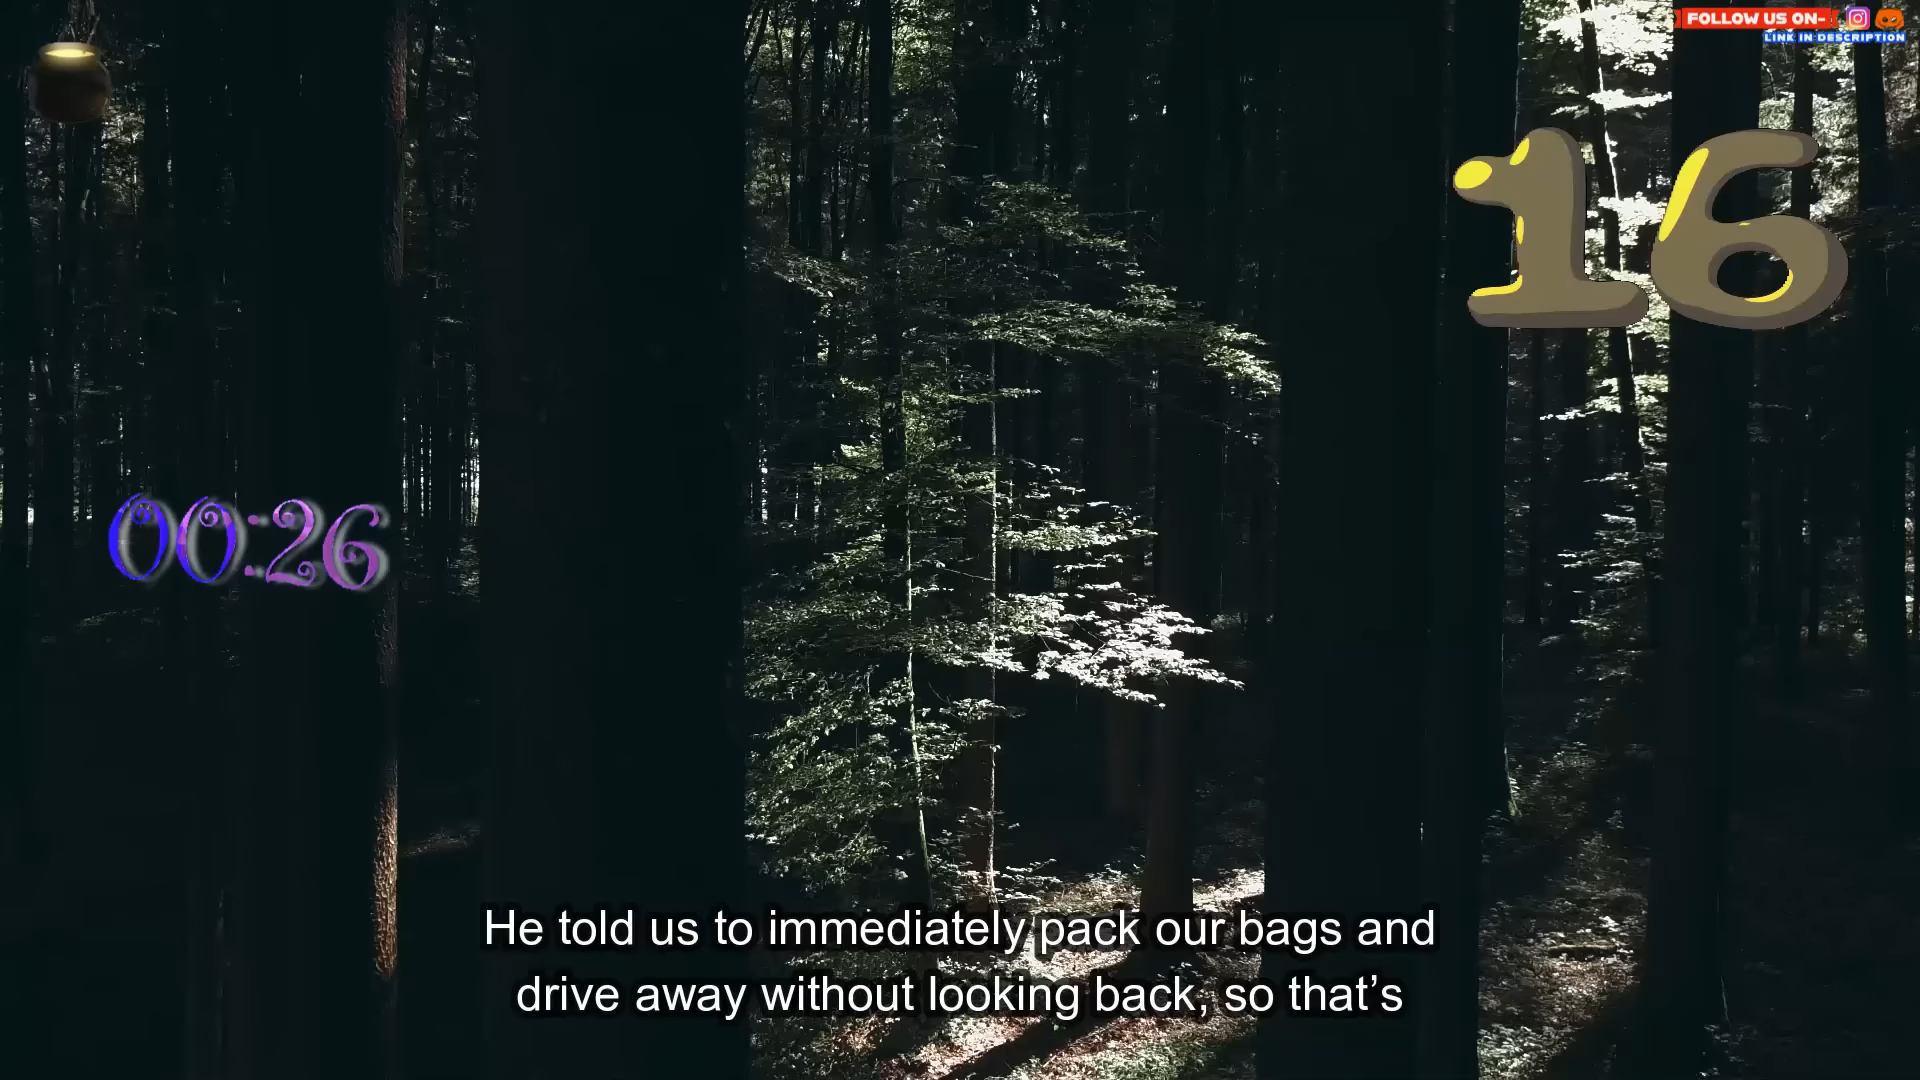 FOLLOW US ON-
LINK IN DESCRIPTION
16
00:26
He told us to immediately pack our bags and
drive away without looking back, so that’s